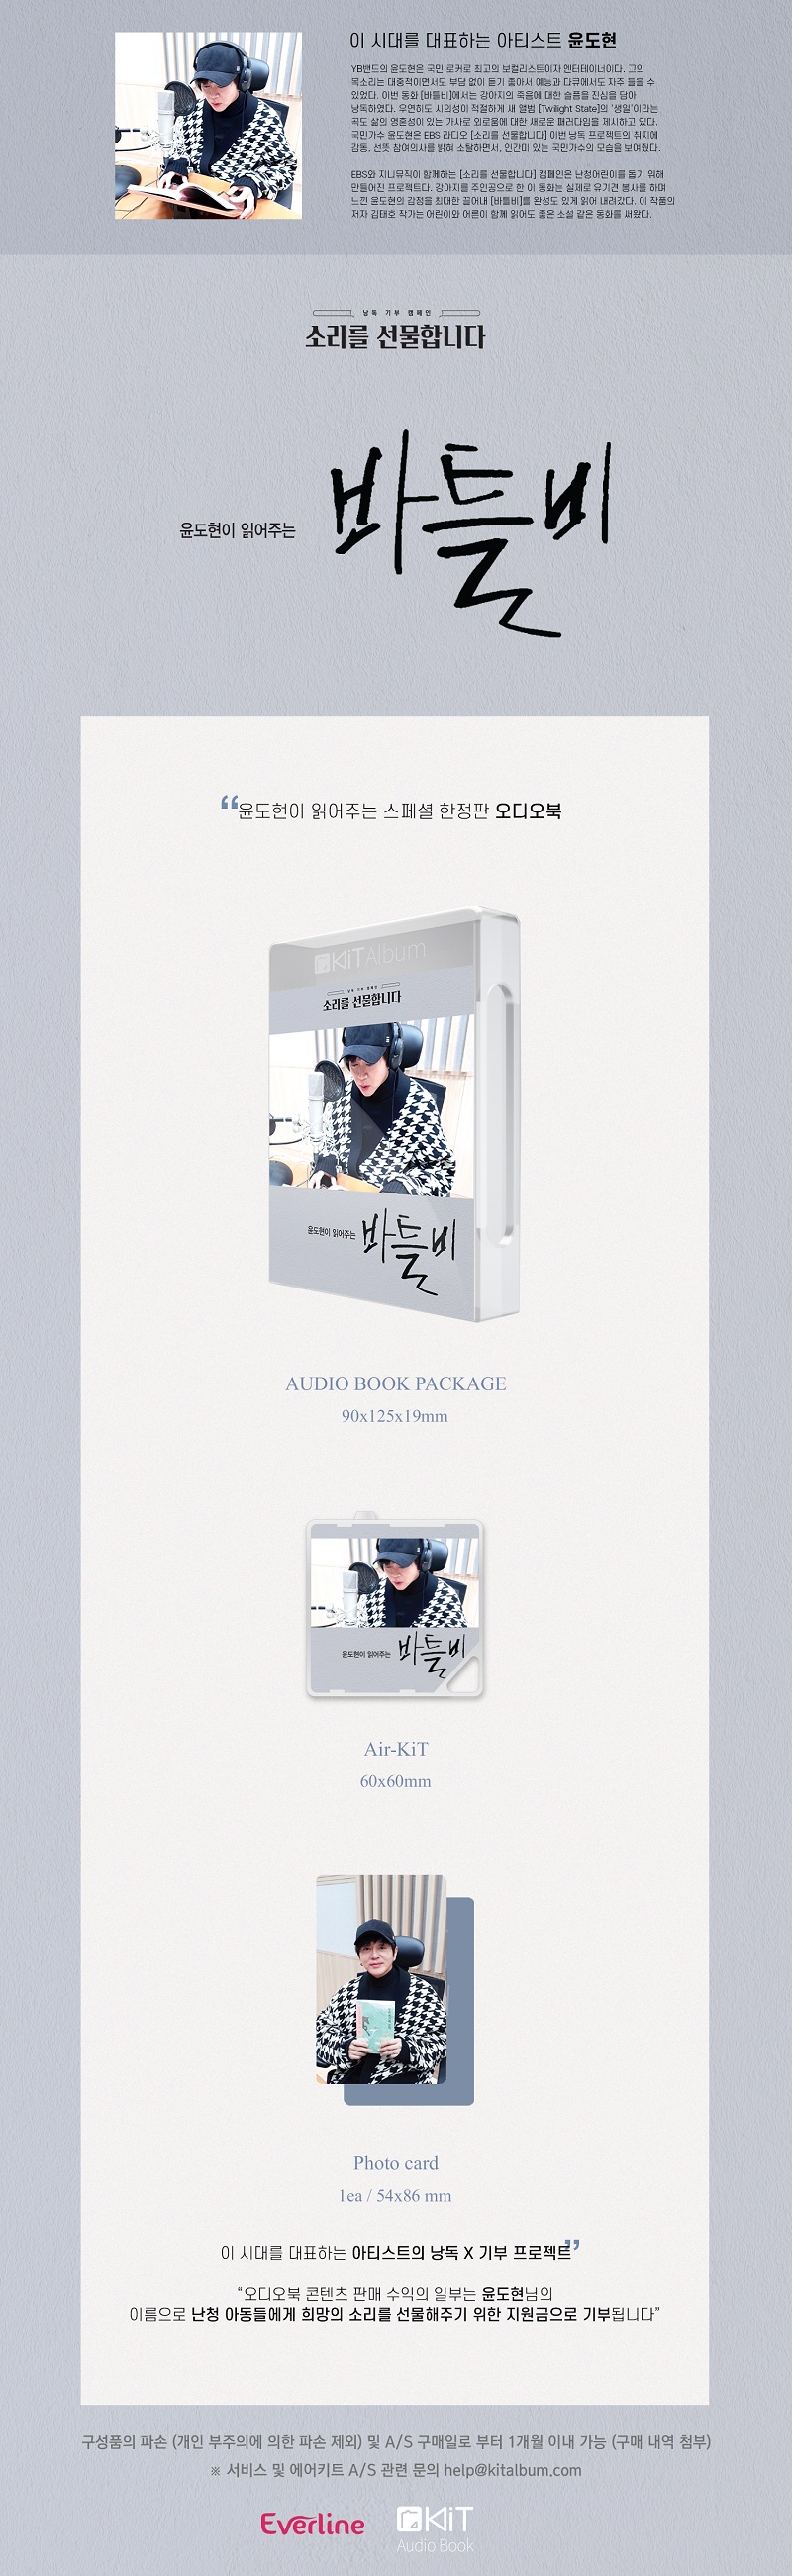 이 시대를 대표하는 아티스트 윤도현
YB밴드의 윤도현은 국민 로커로 최고의 보컬리스트이자 엔터테이너이다. 그의
목소리는 대중적이면서도 부담 없이 듣기 좋아서 예능과 다큐에서도 자주 들을 수
있었다. 이번 동화 [바틀비]에서는 강아지의 죽음에 대한 슬픔을 진심을 담아
낭독하였다. 우연히도 시의성이 적절하게 새 앨범 [Twilight State]의 '생일'이라는
곡도 삶의 영혼성이 있는 가사로 외로움에 대한 새로운 패러다임을 제시하고 있다.
국민가수 윤도현은 EBS 라디오 [소리를 선물합니다] 이번 낭독 프로젝트의 취지에
감동. 선뜻 참여의사를 밝혀 소탈하면서, 인간미 있는 국민가수의 모습을 보여줬다.
EBS와 지니뮤직이 함께하는 [소리를 선물합니다] 캠페인은 난청어린이를 돕기 위해
만들어진 프로젝트다. 강아지를 주인공으로 한 이 동화는 실제로 유기견 봉사를 하며
느낀 윤도현의 감정을 최대한 끌어내 [바틀비]를 완성도 있게 읽어 내려갔다. 이 작품의
저자 김태호 작가는 어린이와 어른이 함께 읽어도 좋은 소설 같은 동화를 써왔다.
낭독 기부 캠페인
소리를 선물합니다
윤도현이 읽어주는
바틀비
“윤도현이 읽어주는 스페셜 한정판 오디오북
KiT Album
낭독 기부 캠페인
소리를 선물합니다
윤도현이 읽어주는 바틀비
AUDIO BOOK PACKAGE
90x125x19mm
윤도현이 읽어주는 바틀비
Air-KiT
60x60mm
Photo card
1ea / 54x86 mm
이 시대를 대표하는 아티스트의 낭독 X 기부 프로젝트”
“오디오북 콘텐츠 판매 수익의 일부는 윤도현님의
이름으로 난청 아동들에게 희망의 소리를 선물해주기 위한 지원금으로 기부됩니다”
구성품의 파손 (개인 부주의에 의한 파손 제외) 및 A/S 구매일로 부터 1개월 이내 가능 (구매 내역 첨부)
※ 서비스 및 에어키트 A/S 관련 문의 help@kitalbum.com
Everline
KiT
Audio Book